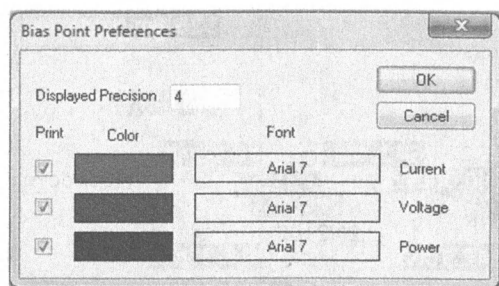 Bias Point Preferences
OK
Displayed Precision 4
Cancel
Print Color Font
Arial 7 Current
Arial 7 Voltage
Arial 7 Power